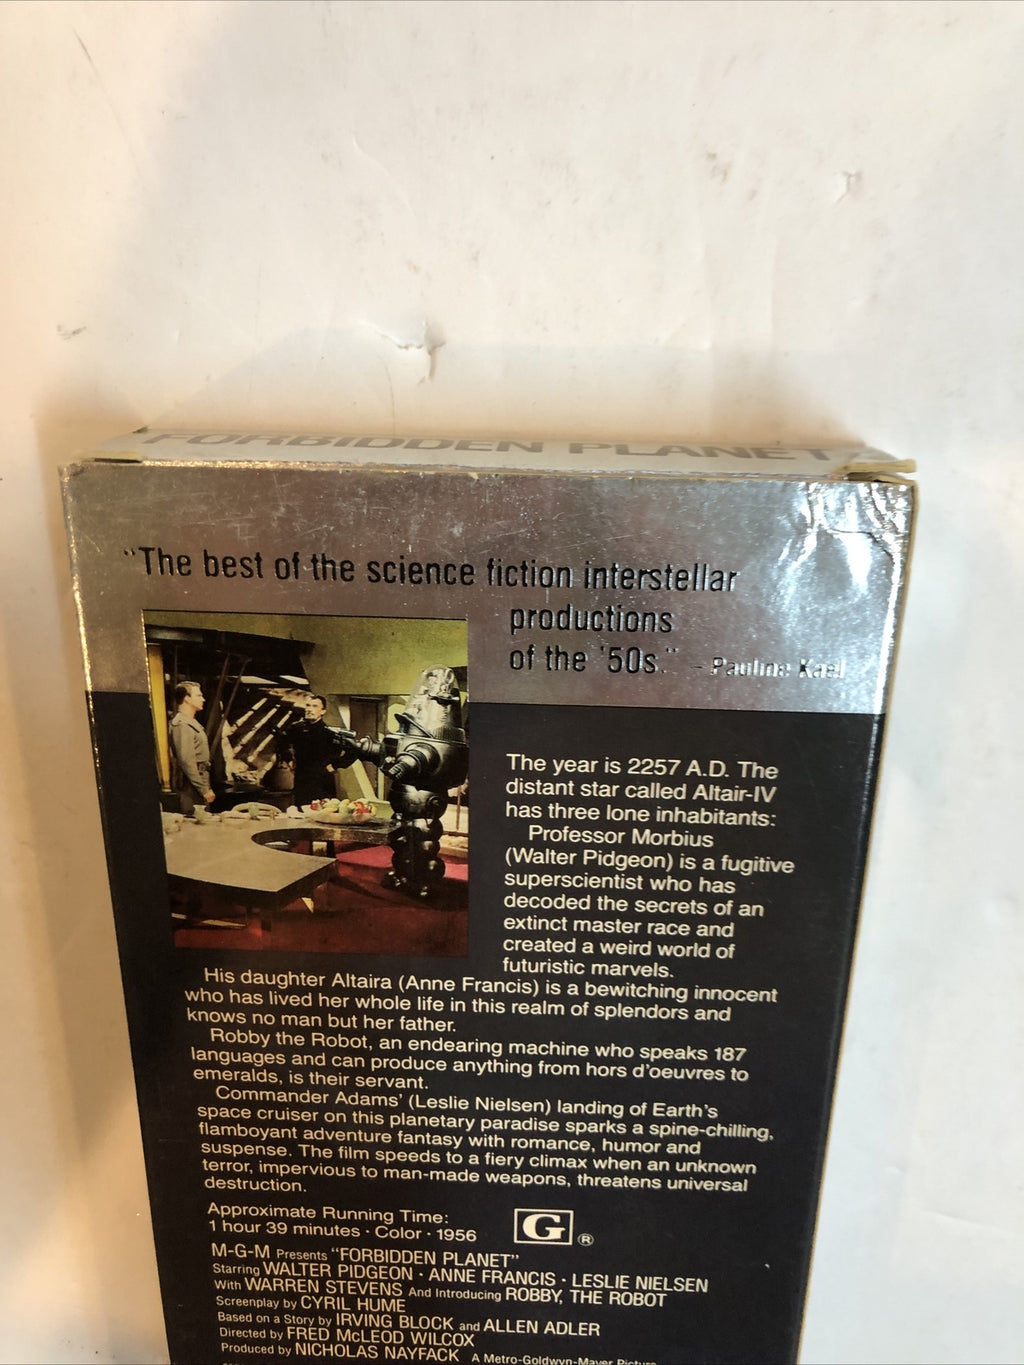 FORBIDDEN PLANET
"The best of the science fiction interstellar
productions
of the '50s." – Pauline Kael
The year is 2257 A.D. The
distant star called Altair-IV
has three lone inhabitants:
Professor Morbius
(Walter Pidgeon) is a fugitive
superscientist who has
decoded the secrets of an
extinct master race and
created a weird world of
futuristic marvels.
His daughter Altaira (Anne Francis) is a bewitching innocent
who has lived her whole life in this realm of splendors and
knows no man but her father.
Robby the Robot, an endearing machine who speaks 187
languages and can produce anything from hors d'oeuvres to
emeralds, is their servant.
Commander Adams' (Leslie Nielsen) landing of Earth's
space cruiser on this planetary paradise sparks a spine-chilling,
flamboyant adventure fantasy with romance, humor and
suspense. The film speeds to a fiery climax when an unknown
terror, impervious to man-made weapons, threatens universal
destruction.
Approximate Running Time:
1 hour 39 minutes · Color · 1956
G ®
M-G-M Presents "FORBIDDEN PLANET"
Starring WALTER PIDGEON · ANNE FRANCIS · LESLIE NIELSEN
With WARREN STEVENS And Introducing ROBBY, THE ROBOT
Screenplay by CYRIL HUME
Based on a Story by IRVING BLOCK and ALLEN ADLER
Directed by FRED McLEOD WILCOX
Produced by NICHOLAS NAYFACK A Metro-Goldwyn-Mayer Picture